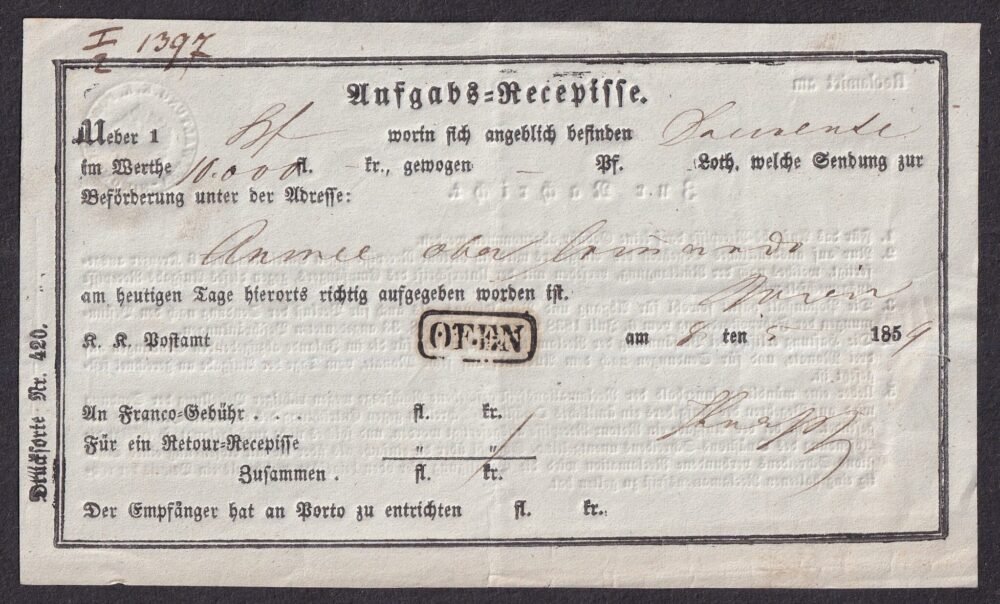 I/2 1397
Aufgabs=Recepisse.
Ueber 1 Bf worin sich angeblich befinden
im Werthe 10.000 fl. – kr., gewogen – Pf. Loth, welche Sendung zur
Beförderung unter der Adresse:
Armee ober Commando
am heutigen Tage hierorts richtig aufgegeben worden ist.
K. K. Postamt OFEN am 8 ten 5 1859
An Franco=Gebühr . . . fl. kr.
Für ein Retour=Recepisse " "
Zusammen . fl. kr.
Der Empfänger hat an Porto zu entrichten fl. kr.
Drucksorte Nr. 420.